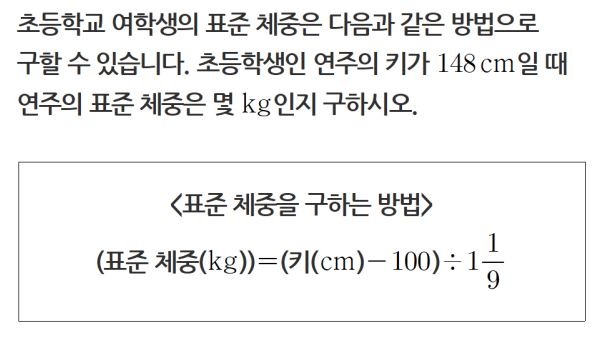 초등학교 여학생의 표준 체중은 다음과 같은 방법으로
구할 수 있습니다. 초등학생인 연주의 키가 148 cm일 때
연주의 표준 체중은 몇 kg인지 구하시오.
<표준 체중을 구하는 방법>
(표준 체중(kg))=(키(cm)-100)÷1 1/9